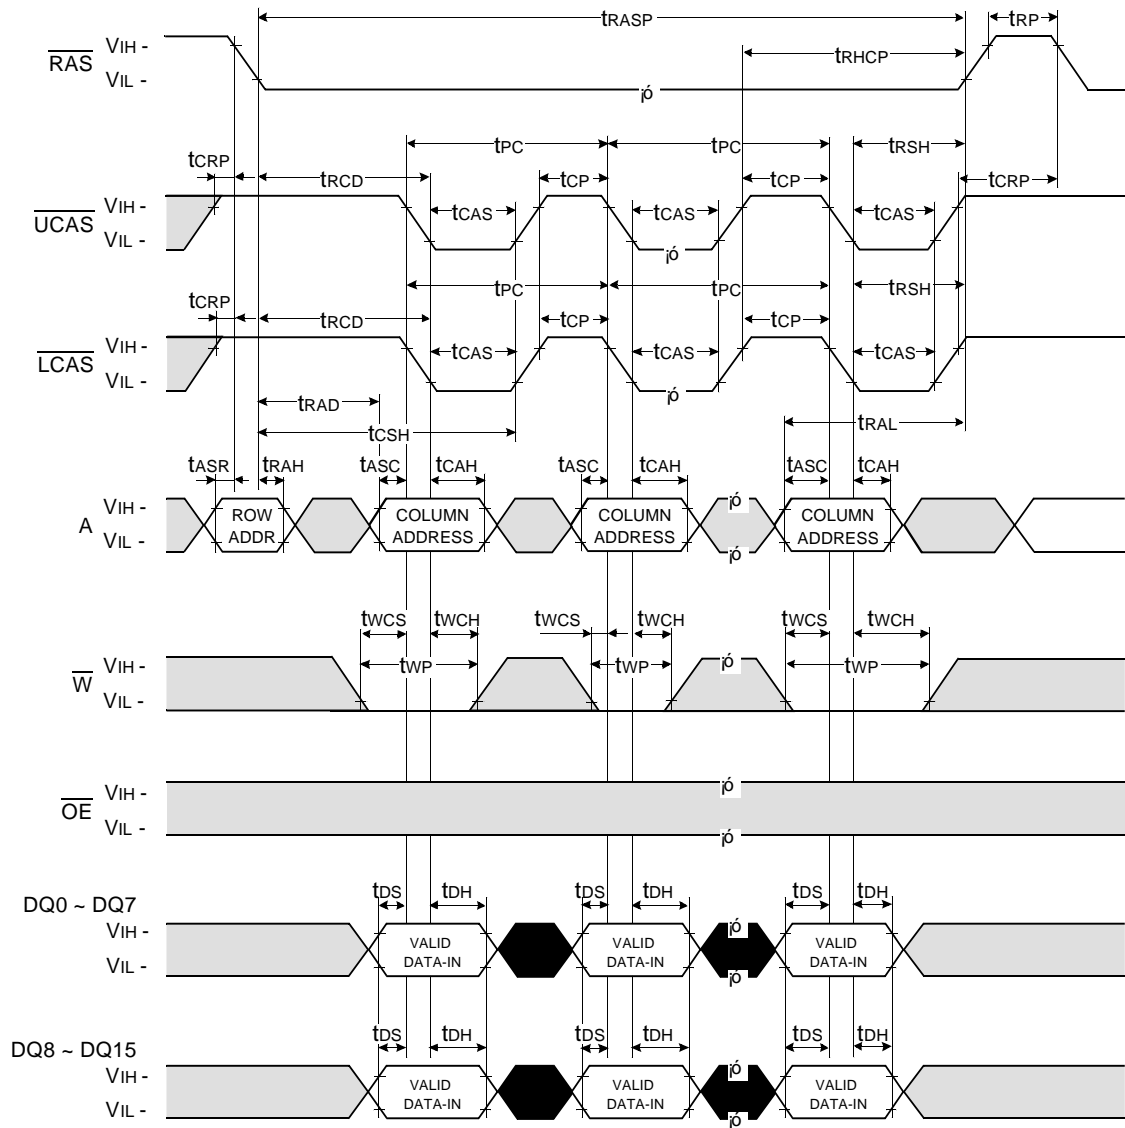 tRASP tRP
RAS VIH -
VIL -
tRHCP
¡ó
tCRP tRCD tPC tPC tRSH
tCP tCP tCRP
UCAS VIH -
VIL -
tCAS tCAS tCAS
¡ó
tCRP tRCD tPC tPC tRSH
tCP tCP
LCAS VIH -
VIL -
tCAS tCAS tCAS
¡ó
tRAD
tCSH tRAL
tASR tRAH tASC tCAH tASC tCAH tASC tCAH
A VIH -
VIL -
ROW
ADDR
COLUMN
ADDRESS
COLUMN
ADDRESS
¡ó
¡ó
COLUMN
ADDRESS
tWCS tWCH tWCS tWCH tWCS tWCH
W VIH -
VIL -
tWP tWP tWP
¡ó
OE VIH -
VIL -
¡ó
¡ó
DQ0 ~ DQ7
tDS tDH tDS tDH tDS tDH
VIH -
VIL -
VALID
DATA-IN
VALID
DATA-IN
¡ó
¡ó
VALID
DATA-IN
DQ8 ~ DQ15
tDS tDH tDS tDH tDS tDH
VIH -
VIL -
VALID
DATA-IN
VALID
DATA-IN
¡ó
¡ó
VALID
DATA-IN